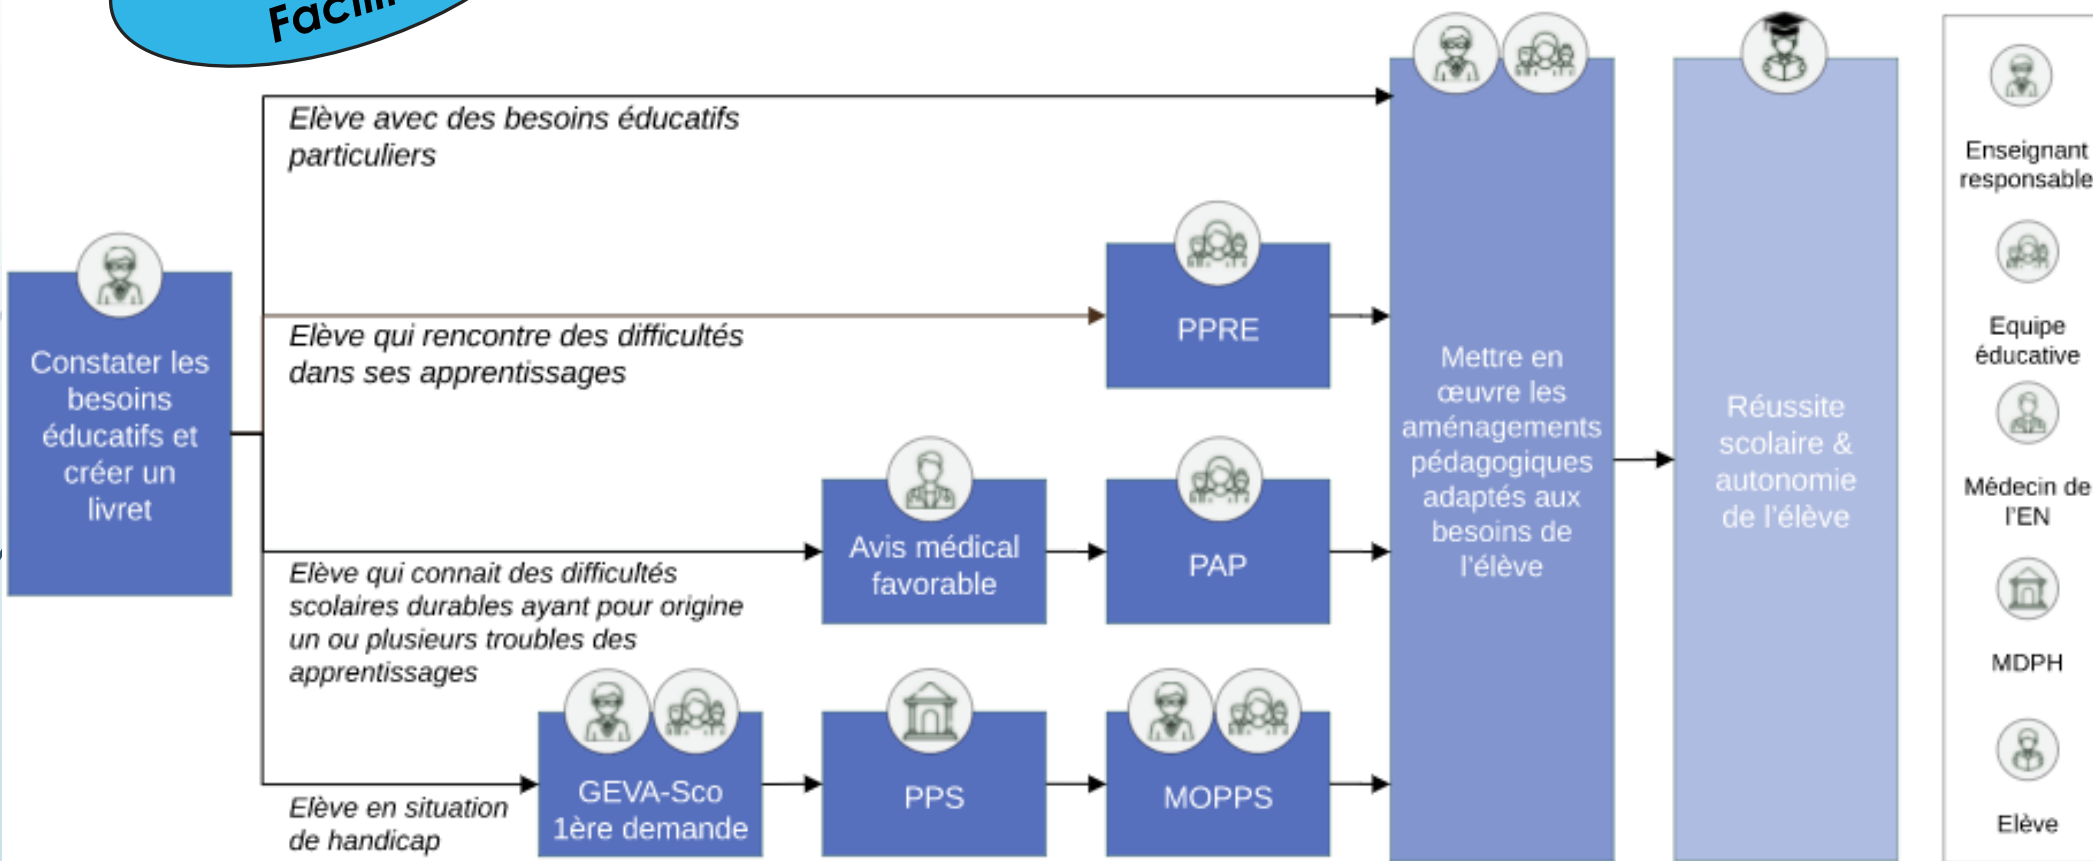 Elève avec des besoins éducatifs
particuliers
Elève qui rencontre des difficultés
dans ses apprentissages
Elève qui connait des difficultés
scolaires durables ayant pour origine
un ou plusieurs troubles des
apprentissages
Elève en situation
de handicap
Constater les
besoins
éducatifs et
créer un
livret
PPRE
Avis médical
favorable
PAP
GEVA-Sco
1ère demande
PPS
MOPPS
Mettre en
œuvre les
aménagements
pédagogiques
adaptés aux
besoins de
l'élève
Réussite
scolaire &
autonomie
de l'élève
Enseignant
responsable
Equipe
éducative
Médecin de
l'EN
MDPH
Elève